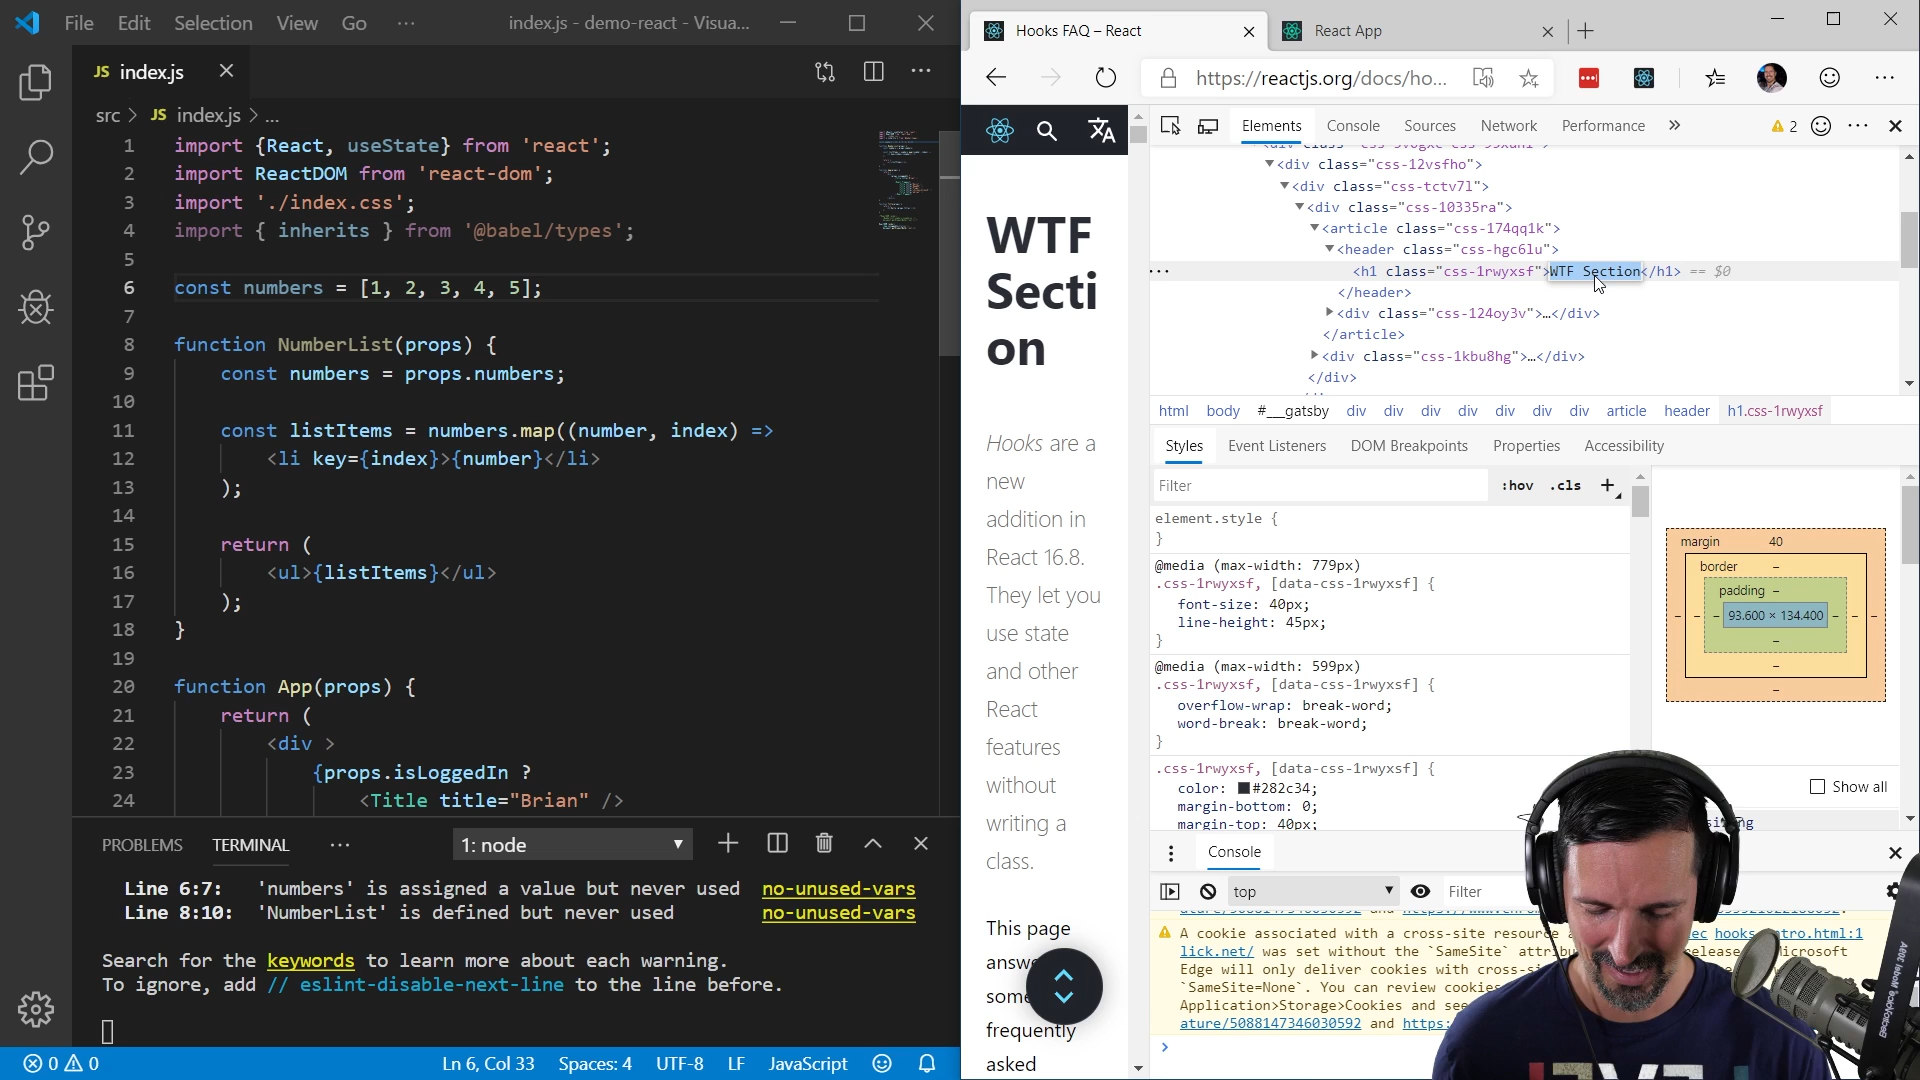 File Edit Selection View Go ··· index.js - demo-react - Visua...
JS index.js
src > JS index.js > ...
1 import {React, useState} from 'react';
2 import ReactDOM from 'react-dom';
3 import './index.css';
4 import { inherits } from '@babel/types';
5
6 const numbers = [1, 2, 3, 4, 5];
7
8 function NumberList(props) {
9 const numbers = props.numbers;
10
11 const listItems = numbers.map((number, index) =>
12 <li key={index}>{number}</li>
13 );
14
15 return (
16 <ul>{listItems}</ul>
17 );
18 }
19
20 function App(props) {
21 return (
22 <div >
23 {props.isLoggedIn ?
24 <Title title="Brian" />
PROBLEMS TERMINAL ··· 1: node
Line 6:7: 'numbers' is assigned a value but never used no-unused-vars
Line 8:10: 'NumberList' is defined but never used no-unused-vars
Search for the keywords to learn more about each warning.
To ignore, add // eslint-disable-next-line to the line before.
0 0 Ln 6, Col 33 Spaces: 4 UTF-8 LF JavaScript
Hooks FAQ – React React App
https://reactjs.org/docs/ho...
WTF
Secti
on
Hooks are a
new
addition in
React 16.8.
They let you
use state
and other
React
features
without
writing a
class.
This page
answe
some
frequently
asked
Elements Console Sources Network Performance » 2
▼<div class="css-12vsfho">
▼<div class="css-tctv7l">
▼<div class="css-10335ra">
▼<article class="css-174qq1k">
▼<header class="css-hgc6lu">
··· <h1 class="css-1rwyxsf">WTF Section</h1> == $0
</header>
▶<div class="css-124oy3v">…</div>
</article>
▶<div class="css-1kbu8hg">…</div>
</div>
html body #___gatsby div div div div div div div article header h1.css-1rwyxsf
Styles Event Listeners DOM Breakpoints Properties Accessibility
Filter :hov .cls +
element.style {
}
@media (max-width: 779px)
.css-1rwyxsf, [data-css-1rwyxsf] {
font-size: 40px;
line-height: 45px;
}
@media (max-width: 599px)
.css-1rwyxsf, [data-css-1rwyxsf] {
overflow-wrap: break-word;
word-break: break-word;
}
.css-1rwyxsf, [data-css-1rwyxsf] {
color: #282c34;
margin-bottom: 0;
margin-top: 40px;
margin 40
border –
padding –
93.600 × 134.400
Show all
Console
top Filter
A cookie associated with a cross-site resource
lick.net/ was set without the `SameSite` attribu
Edge will only deliver cookies with cross-si
`SameSite=None`. You can review cookies
Application>Storage>Cookies and see
ature/5088147346030592 and https:
Microsoft